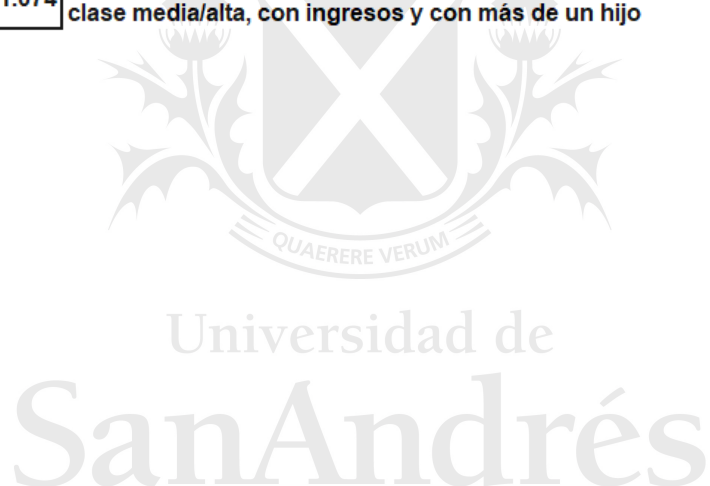 clase media/alta, con ingresos y con más de un hijo
QUAERERE VERUM
Universidad de
SanAndrés